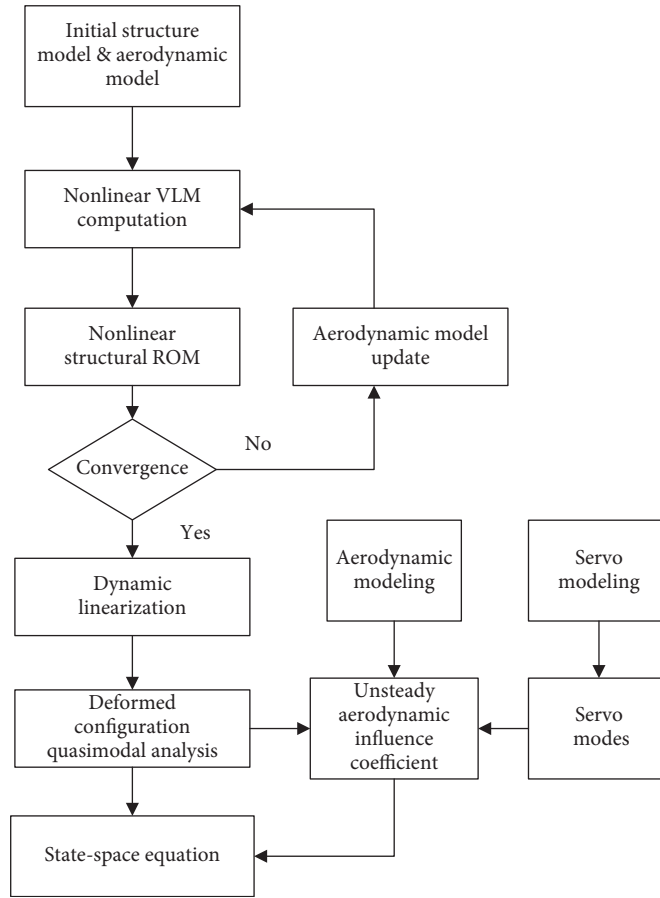 Initial structure
model & aerodynamic
model
Nonlinear VLM
computation
Nonlinear
structural ROM
Aerodynamic model
update
Convergence
No
Yes
Dynamic
linearization
Aerodynamic
modeling
Servo
modeling
Deformed
configuration
quasimodal analysis
Unsteady
aerodynamic
influence
coefficient
Servo
modes
State-space equation